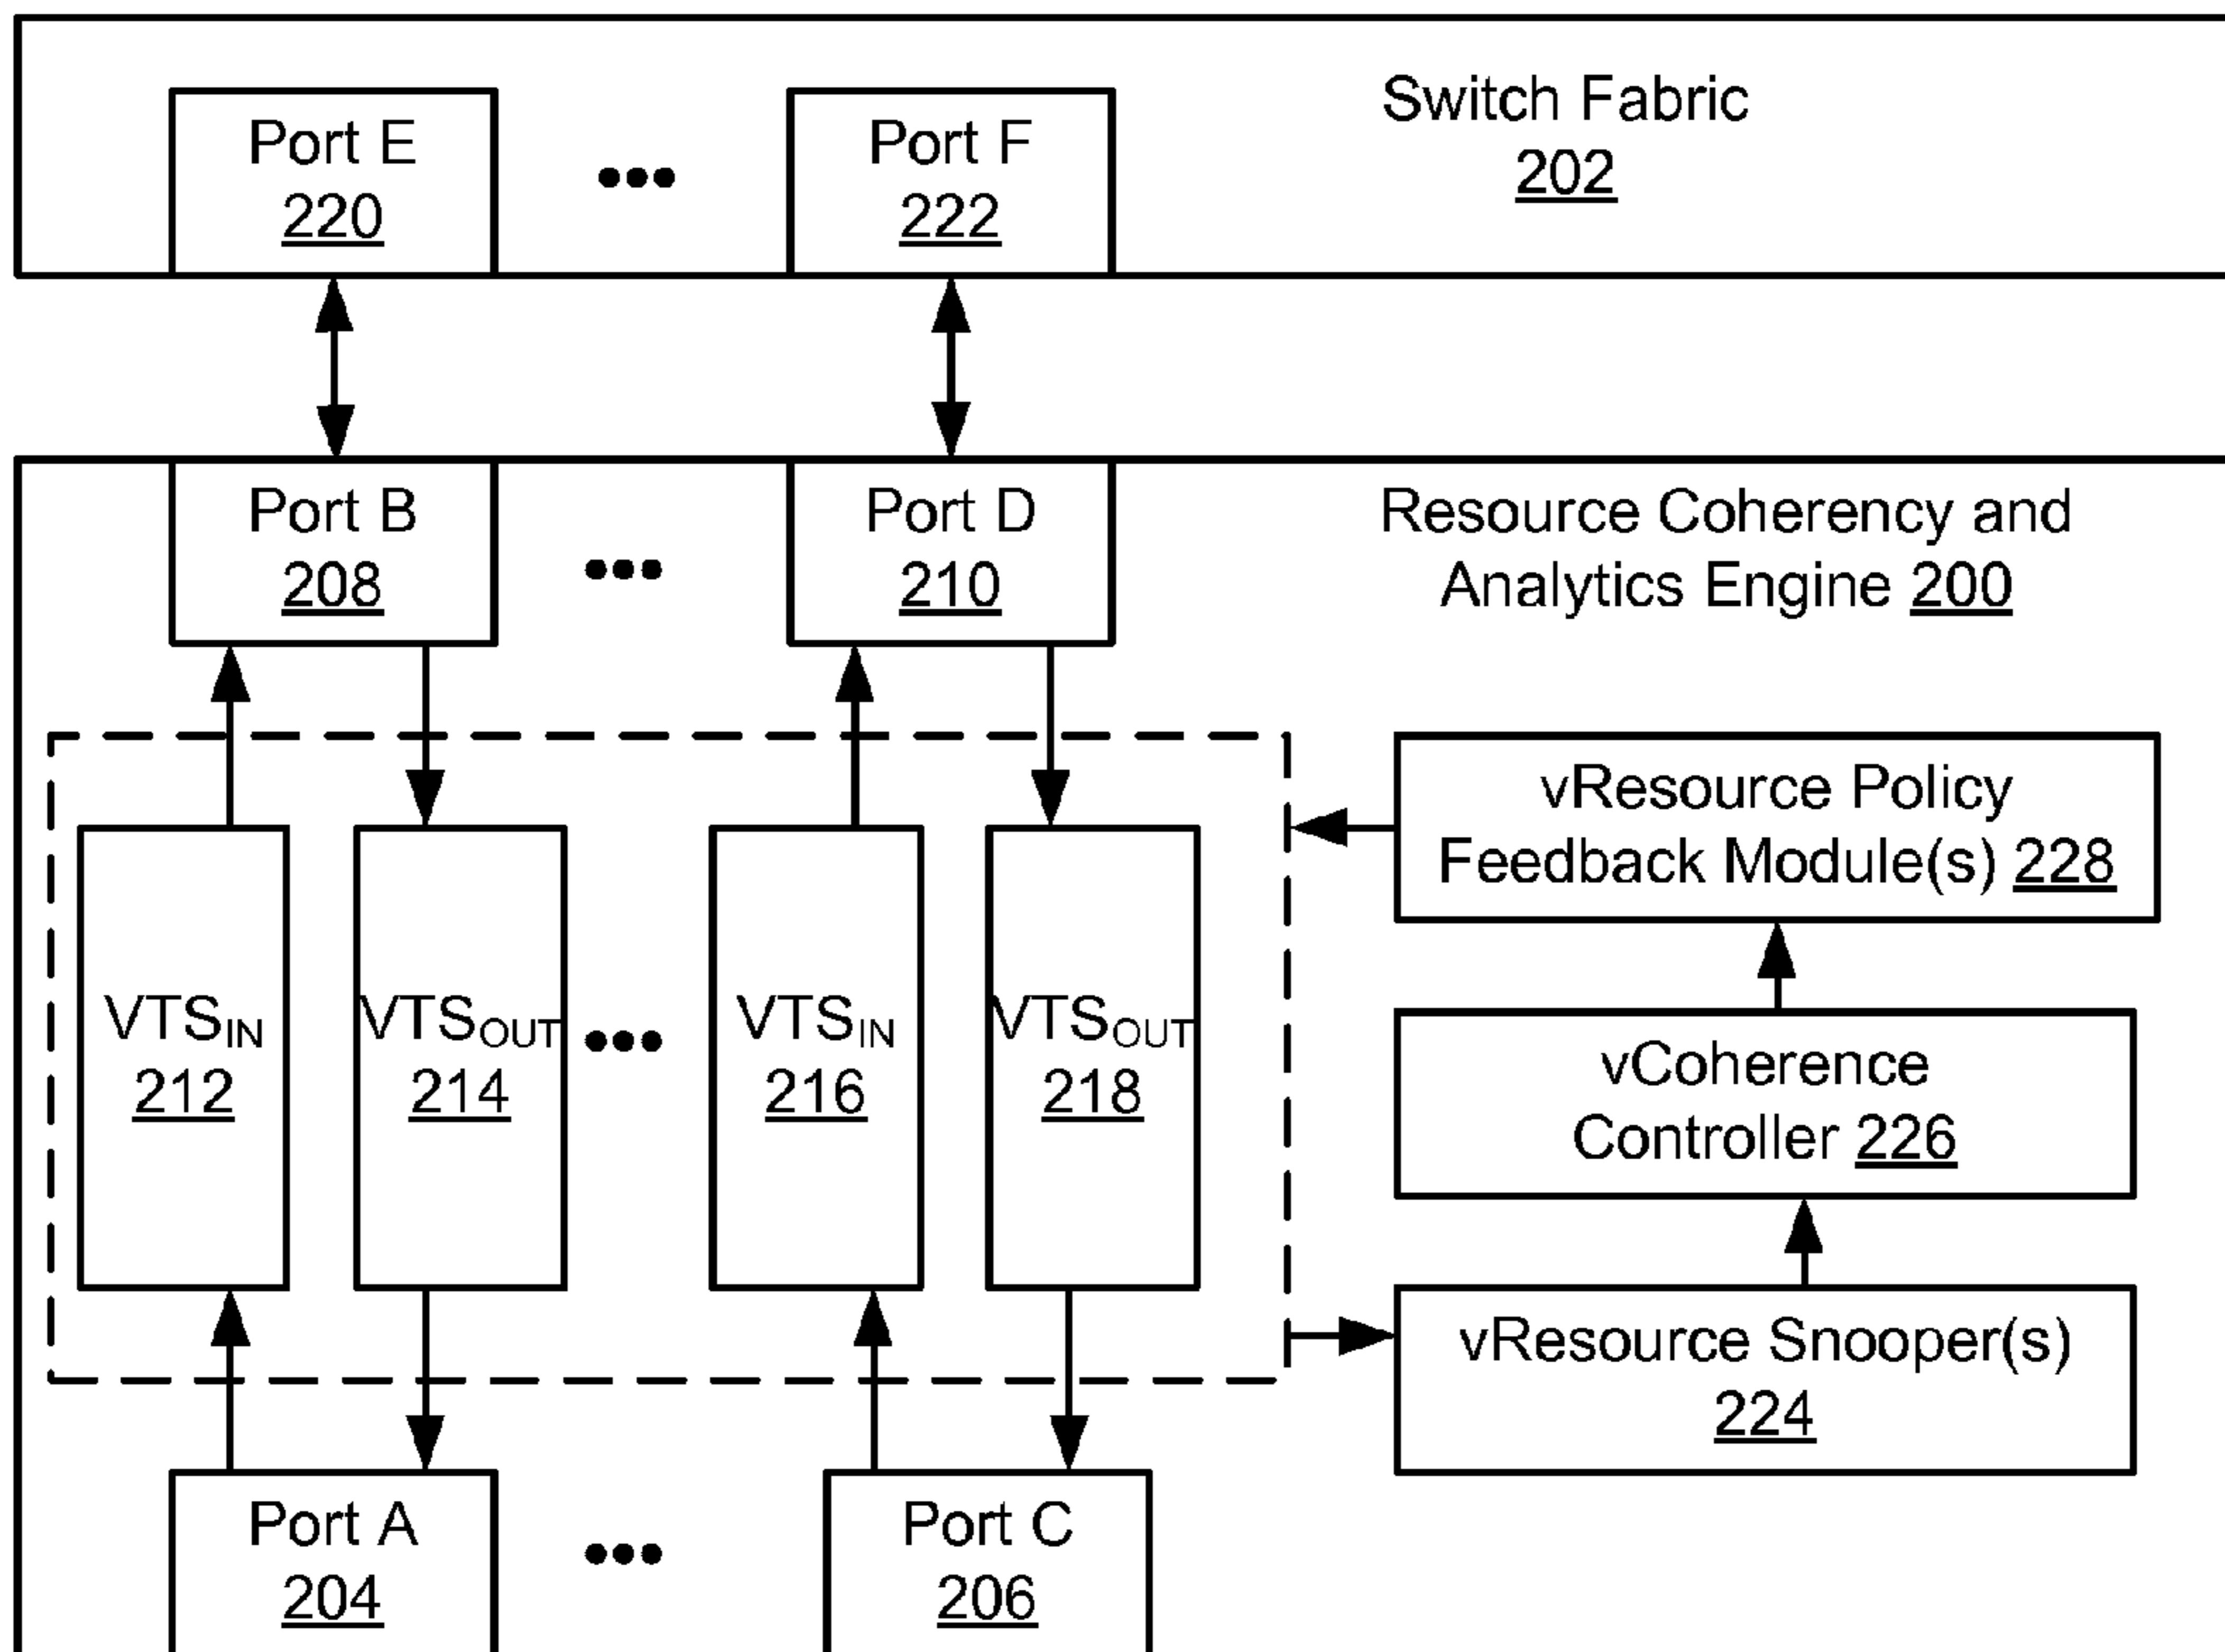 Switch Fabric
202
Port E
220
Port F
222
Port B
208
Port D
210
Resource Coherency and
Analytics Engine 200
vResource Policy
Feedback Module(s) 228
VTSIN
212
VTSOUT
214
VTSIN
216
VTSOUT
218
vCoherence
Controller 226
vResource Snooper(s)
224
Port A
204
Port C
206